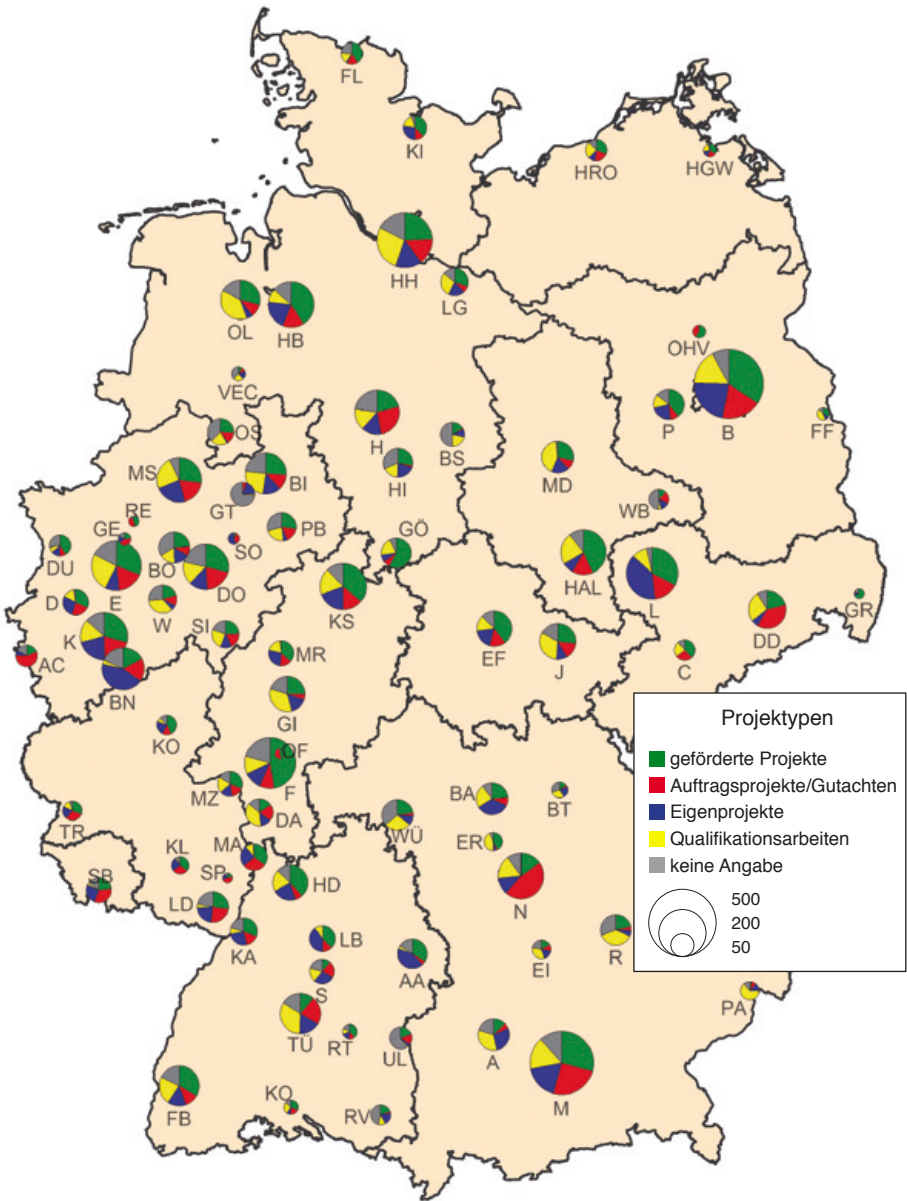 FL
KI
HRO
HGW
HH
LG
OL
HB
OHV
VEC
P
B
FF
H
BS
OS
MS
BI
HI
MD
GT
WB
RE
PB
GE
SO
GÖ
DU
BO
E
DO
HAL
L
D
W
KS
GR
K
SI
EF
J
DD
C
AC
BN
MR
GI
KO
OF
F
MZ
DA
BA
BT
WÜ
TR
ER
KL
MA
SP
HD
SB
N
LD
KA
LB
R
AA
EI
S
PA
TÜ
RT
UL
A
M
FB
KO
RV
Projektypen
geförderte Projekte
Auftragsprojekte/Gutachten
Eigenprojekte
Qualifikationsarbeiten
keine Angabe
500
200
50